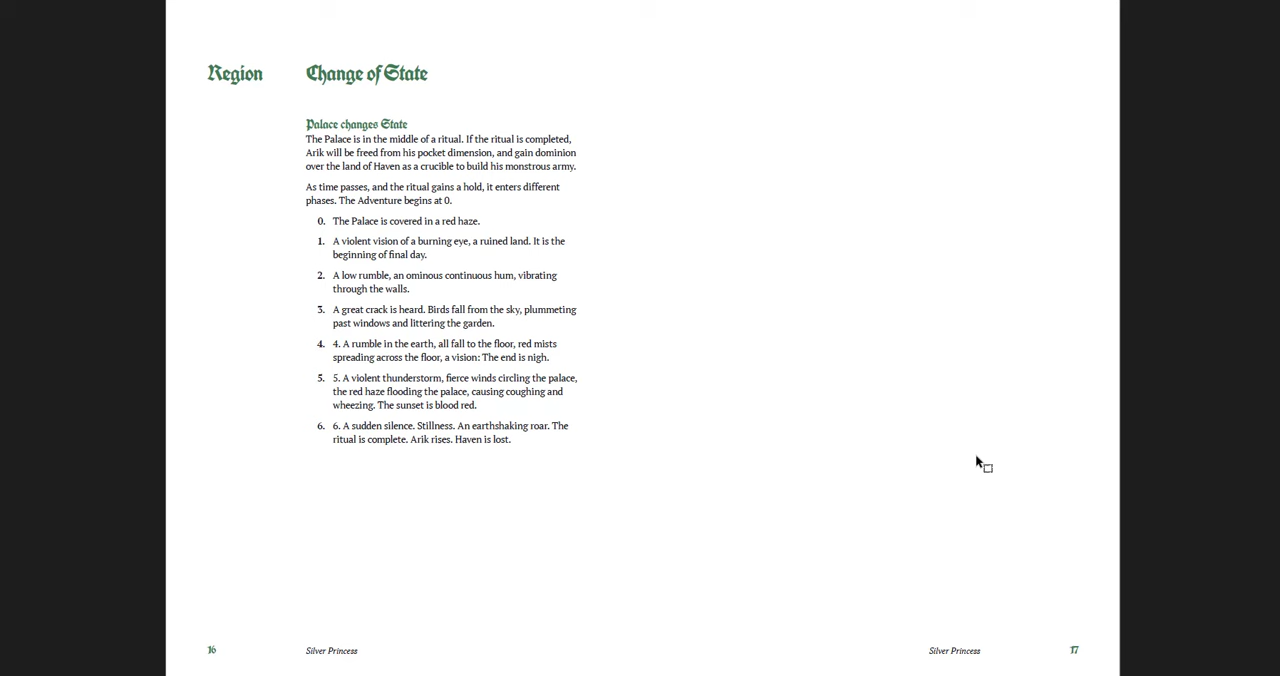 Region
Change of State
Palace changes State
The Palace is in the middle of a ritual. If the ritual is completed,
Arik will be freed from his pocket dimension, and gain dominion
over the land of Haven as a crucible to build his monstrous army.
As time passes, and the ritual gains a hold, it enters different
phases. The Adventure begins at 0.
0. The Palace is covered in a red haze.
1. A violent vision of a burning eye, a ruined land. It is the
beginning of final day.
2. A low rumble, an ominous continuous hum, vibrating
through the walls.
3. A great crack is heard. Birds fall from the sky, plummeting
past windows and littering the garden.
4. 4. A rumble in the earth, all fall to the floor, red mists
spreading across the floor, a vision: The end is nigh.
5. 5. A violent thunderstorm, fierce winds circling the palace,
the red haze flooding the palace, causing coughing and
wheezing. The sunset is blood red.
6. 6. A sudden silence. Stillness. An earthshaking roar. The
ritual is complete. Arik rises. Haven is lost.
16
Silver Princess
Silver Princess
17